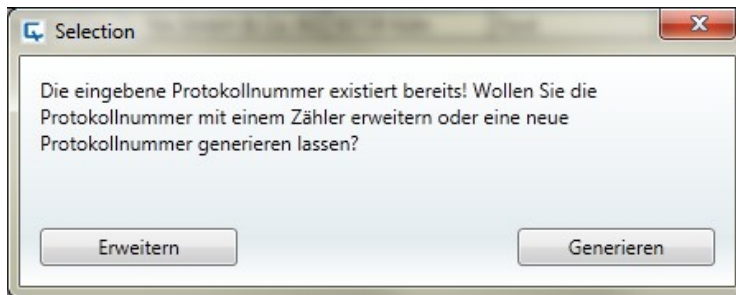 Selection
Die eingebene Protokollnummer existiert bereits! Wollen Sie die
Protokollnummer mit einem Zähler erweitern oder eine neue
Protokollnummer generieren lassen?
Erweitern
Generieren